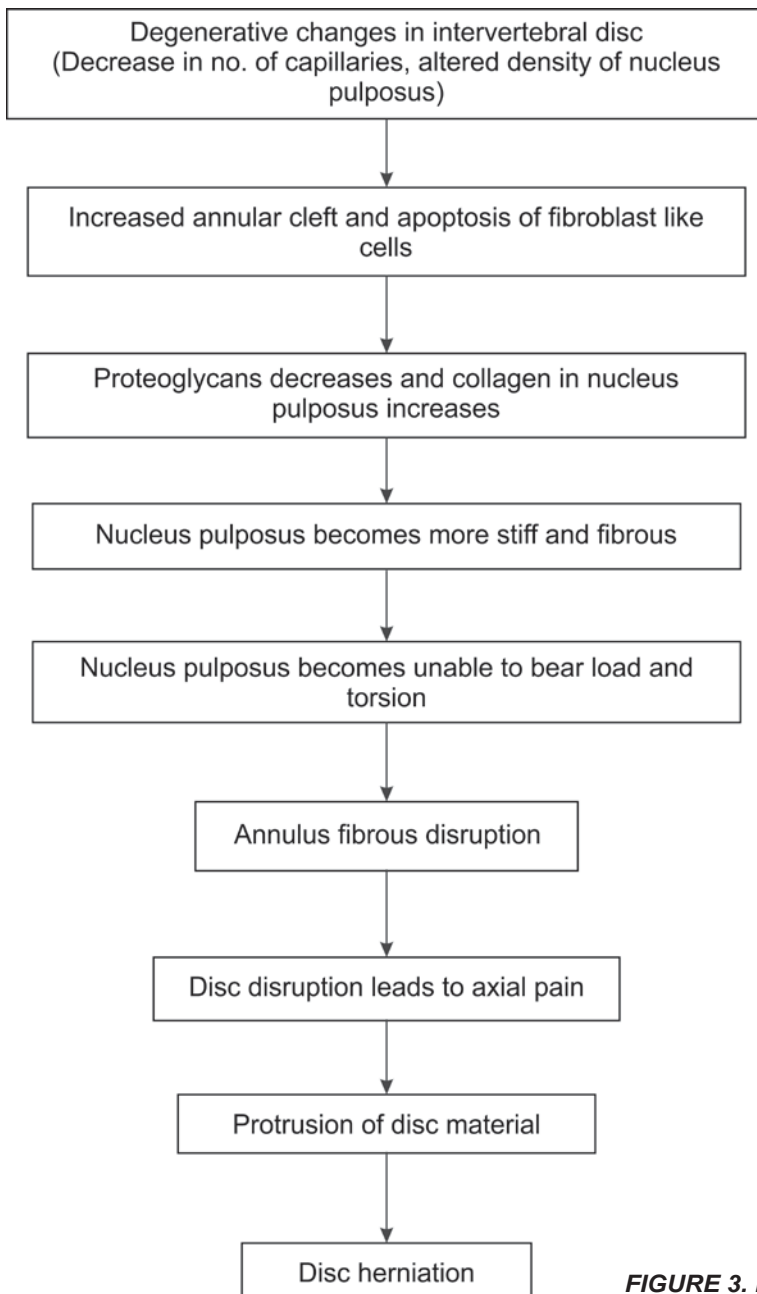 Degenerative changes in intervertebral disc
(Decrease in no. of capillaries, altered density of nucleus
pulposus)
Increased annular cleft and apoptosis of fibroblast like
cells
Proteoglycans decreases and collagen in nucleus
pulposus increases
Nucleus pulposus becomes more stiff and fibrous
Nucleus pulposus becomes unable to bear load and
torsion
Annulus fibrous disruption
Disc disruption leads to axial pain
Protrusion of disc material
Disc herniation
FIGURE 3.